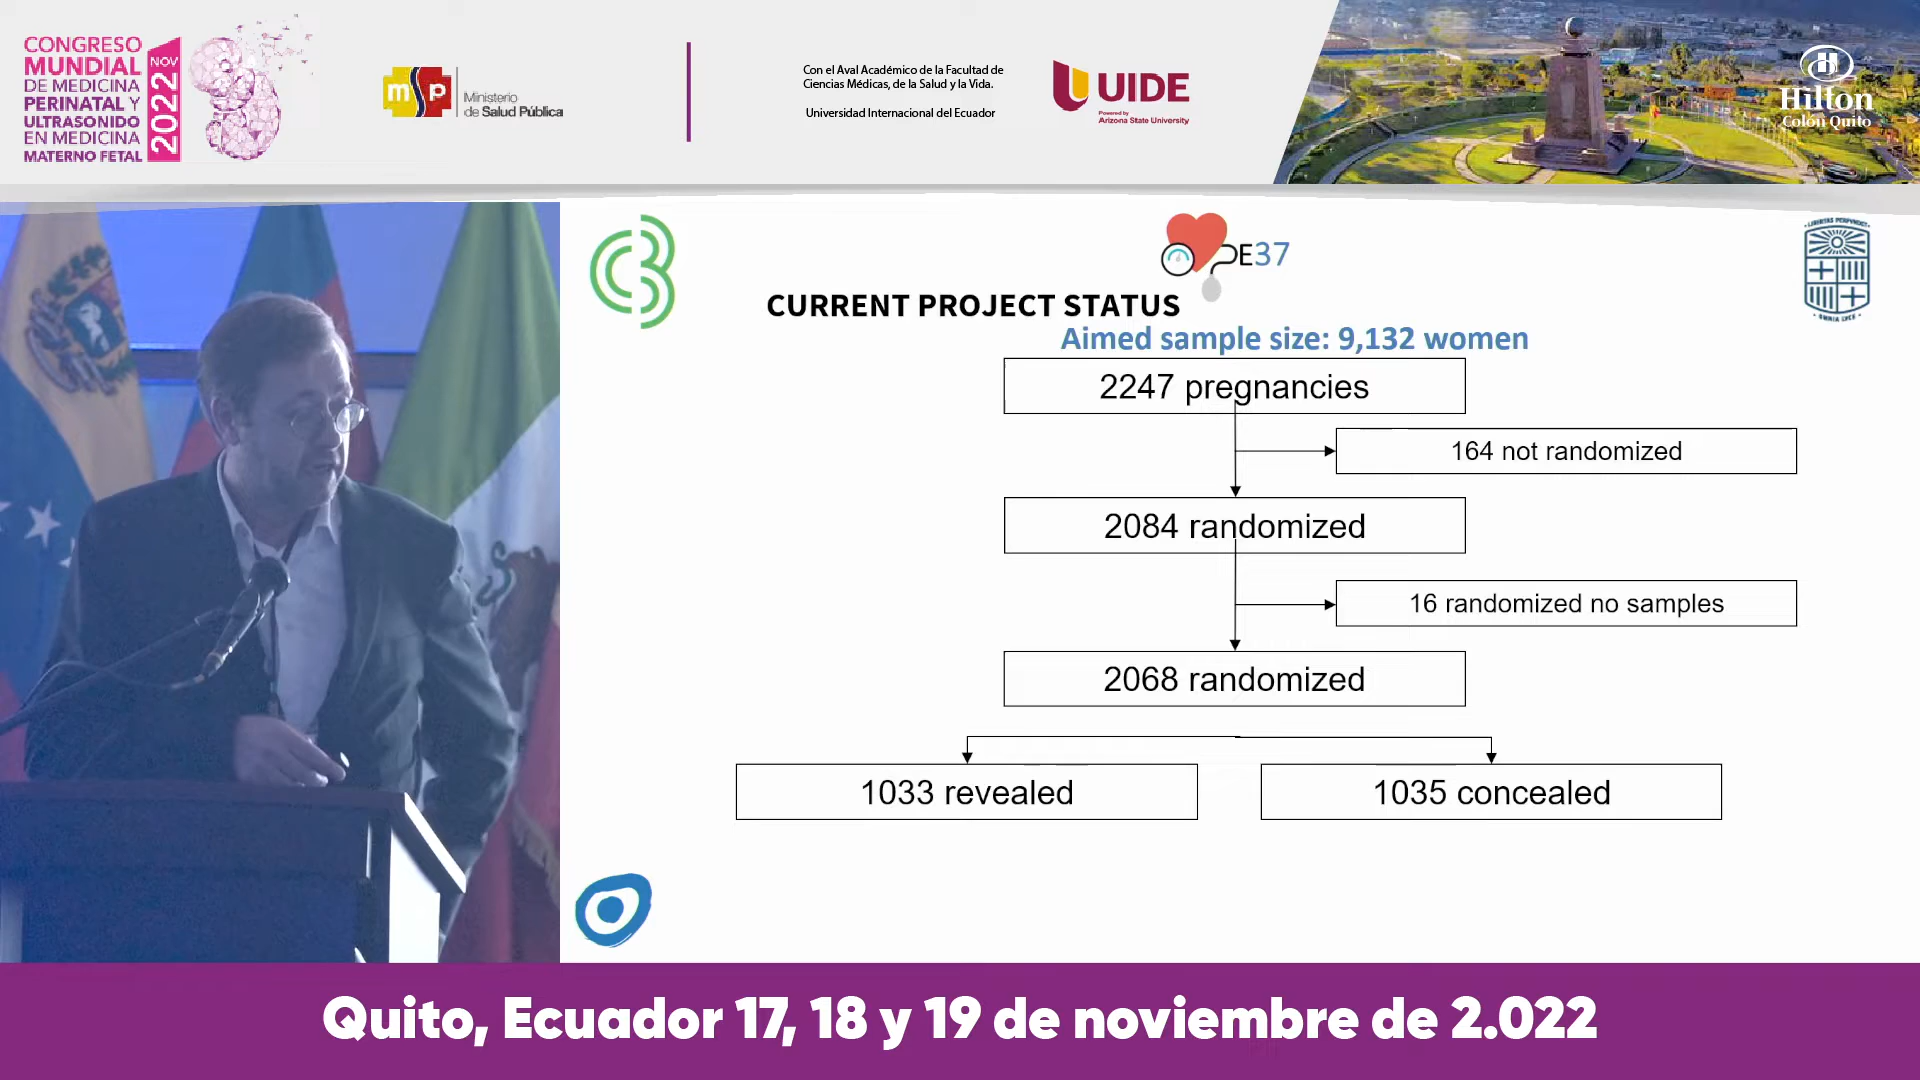 CONGRESO
MUNDIAL
DE MEDICINA
PERINATAL Y
ULTRASONIDO
EN MEDICINA
MATERNO FETAL
NOV
2022
msp
Ministerio
de Salud Pública
Con el Aval Académico de la Facultad de
Ciencias Médicas, de la Salud y la Vida.
Universidad Internacional del Ecuador
UIDE
Powered by
Arizona State University
Hilton
Colón Quito
PE37
CURRENT PROJECT STATUS
Aimed sample size: 9,132 women
2247 pregnancies
164 not randomized
2084 randomized
16 randomized no samples
2068 randomized
1033 revealed
1035 concealed
Quito, Ecuador 17, 18 y 19 de noviembre de 2.022